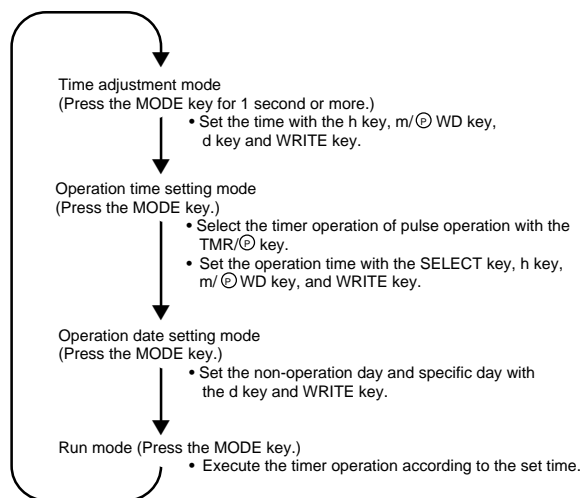 Time adjustment mode
(Press the MODE key for 1 second or more.)
• Set the time with the h key, m/Ⓟ WD key,
d key and WRITE key.
Operation time setting mode
(Press the MODE key.)
• Select the timer operation of pulse operation with the
TMR/Ⓟ key.
• Set the operation time with the SELECT key, h key,
m/ Ⓟ WD key, and WRITE key.
Operation date setting mode
(Press the MODE key.)
• Set the non-operation day and specific day with
the d key and WRITE key.
Run mode (Press the MODE key.)
• Execute the timer operation according to the set time.